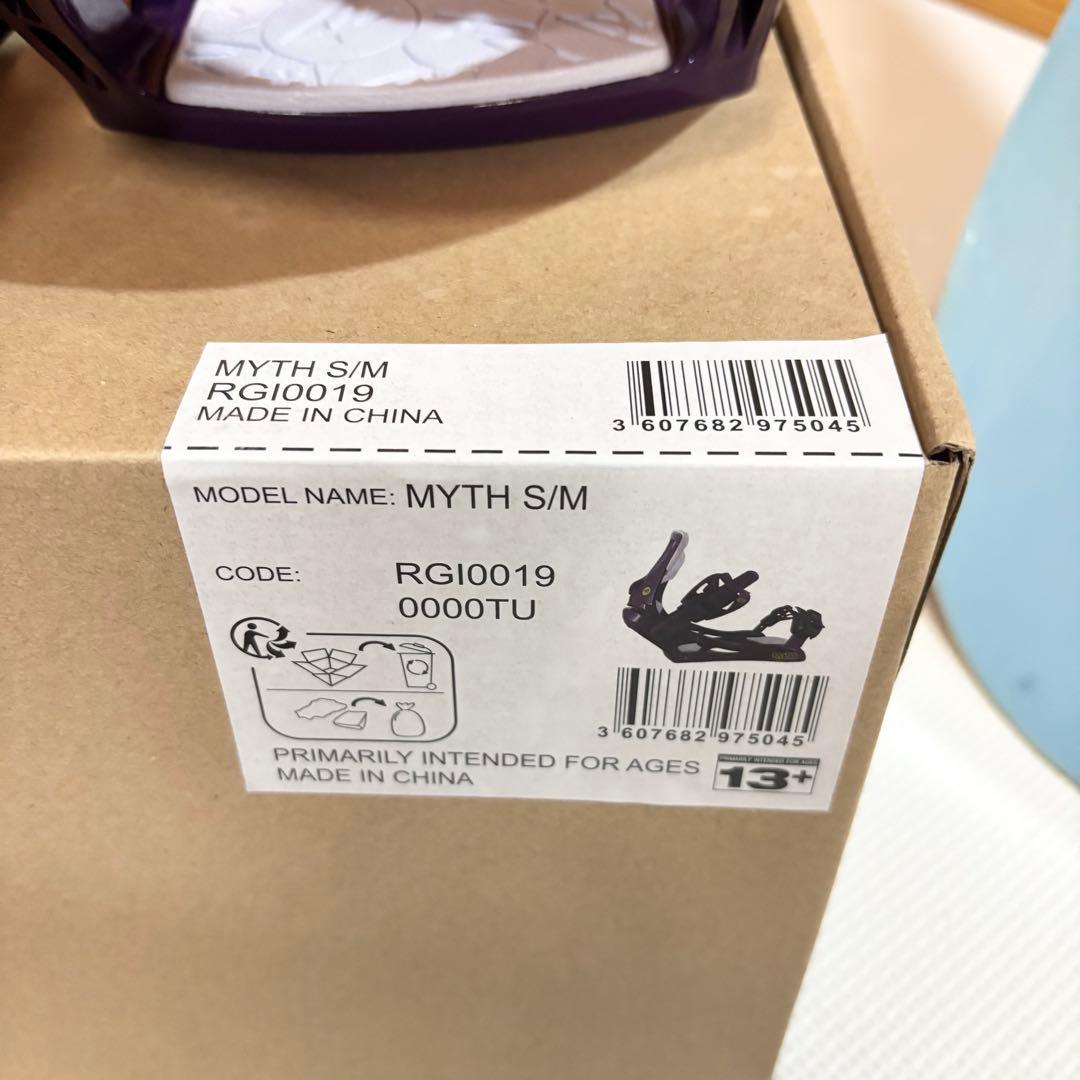 MYTH S/M
RGI0019
MADE IN CHINA
3 607682 975045
MODEL NAME: MYTH S/M
CODE: RGI0019
0000TU
3 607682 975045
PRIMARILY INTENDED FOR AGES
MADE IN CHINA
PRIMARILY INTENDED FOR AGES
13+